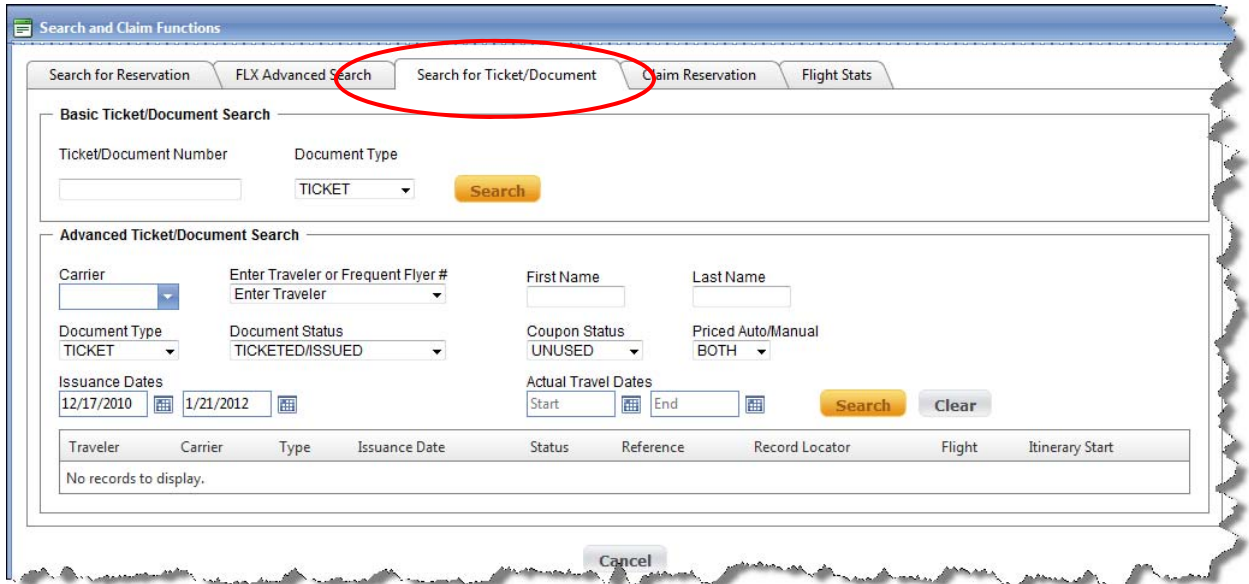 Search and Claim Functions
Search for Reservation FLX Advanced Search Search for Ticket/Document Claim Reservation Flight Stats
Basic Ticket/Document Search
Ticket/Document Number Document Type
TICKET Search
Advanced Ticket/Document Search
Carrier Enter Traveler or Frequent Flyer # First Name Last Name
Enter Traveler
Document Type Document Status Coupon Status Priced Auto/Manual
TICKET TICKETED/ISSUED UNUSED BOTH
Issuance Dates Actual Travel Dates
12/17/2010 1/21/2012 Start End Search Clear
Traveler Carrier Type Issuance Date Status Reference Record Locator Flight Itinerary Start
No records to display.
Cancel